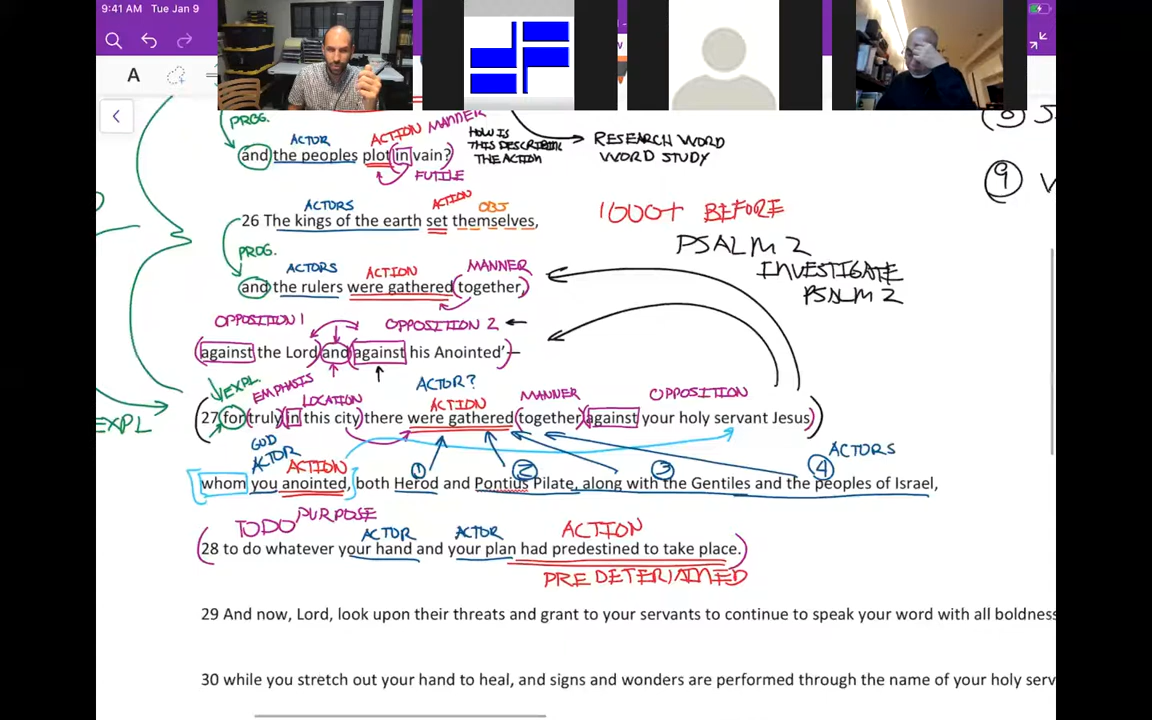 9:41 AM Tue Jan 9
A
PROG.
ACTOR ACTION MANNER
and the peoples plot in vain?
HOW IS
THIS DESCRIBING
THE ACTION
RESEARCH WORD
WORD STUDY
FUTILE
9
ACTORS ACTION OBJ
26 The kings of the earth set themselves,
1000+ BEFORE
PSALM 2
INVESTIGATE
PSALM 2
PROG.
ACTORS ACTION MANNER
and the rulers were gathered together,
OPPOSITION 1 OPPOSITION 2
against the Lord and against his Anointed'—
EXPL EMPHASIS LOCATION ACTOR? ACTION MANNER OPPOSITION
(27 for truly in this city there were gathered together against your holy servant Jesus)
EXPL
GOD
ACTOR ACTION 1 2 3 4 ACTORS
whom you anointed, both Herod and Pontius Pilate, along with the Gentiles and the peoples of Israel,
TO DO PURPOSE ACTOR ACTOR ACTION
(28 to do whatever your hand and your plan had predestined to take place.)
PREDETERIAMED
29 And now, Lord, look upon their threats and grant to your servants to continue to speak your word with all boldness
30 while you stretch out your hand to heal, and signs and wonders are performed through the name of your holy serv